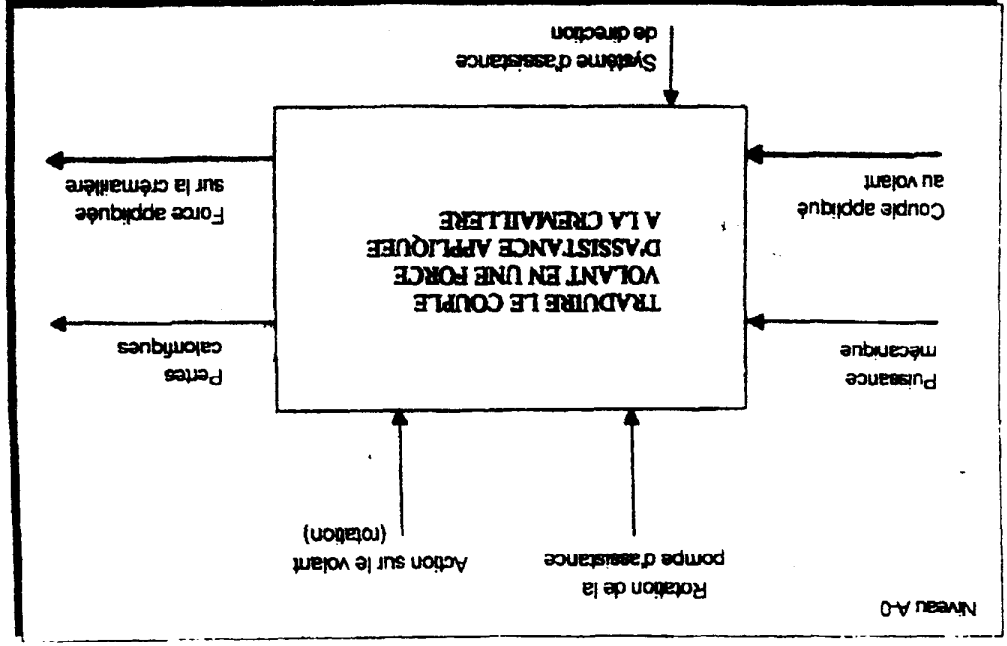 Niveau A-0
Rotation de la
pompe d'assistance
Action sur le volant
(rotation)
Puissance
mécanique
Pertes
calorifiques
TRADUIRE LE COUPLE
VOLANT EN UNE FORCE
D'ASSISTANCE APPLIQUEE
A LA CREMAILLERE
Couple appliqué
au volant
Force appliquée
sur la crémaillère
Système d'assistance
de direction